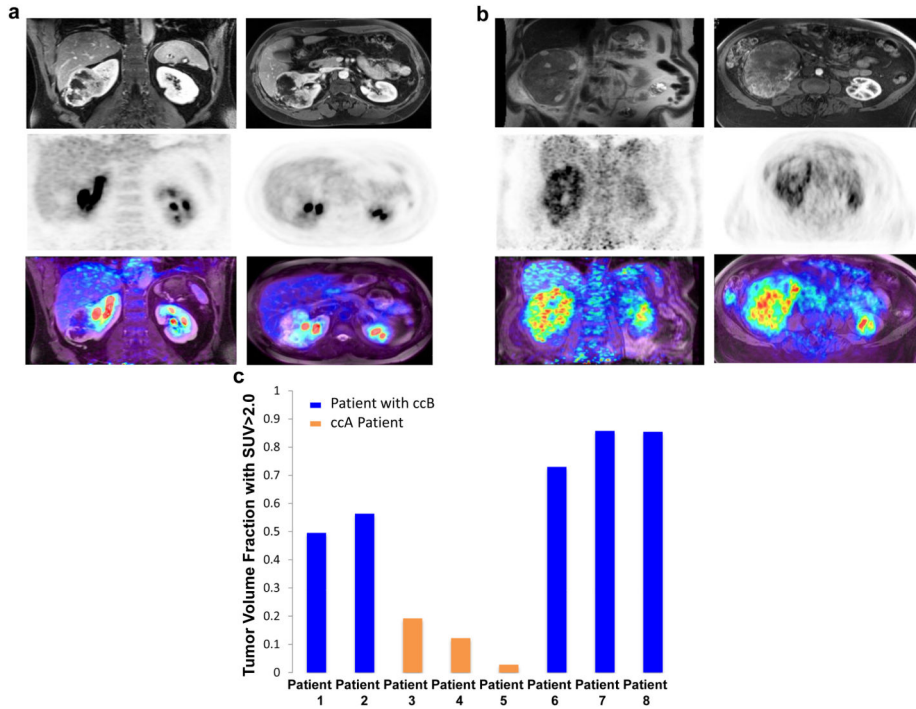 a
b
c
Tumor Volume Fraction with SUV>2.0
1
0.9
0.8
0.7
0.6
0.5
0.4
0.3
0.2
0.1
0
Patient with ccB
ccA Patient
Patient Patient Patient Patient Patient Patient Patient Patient
1 2 3 4 5 6 7 8